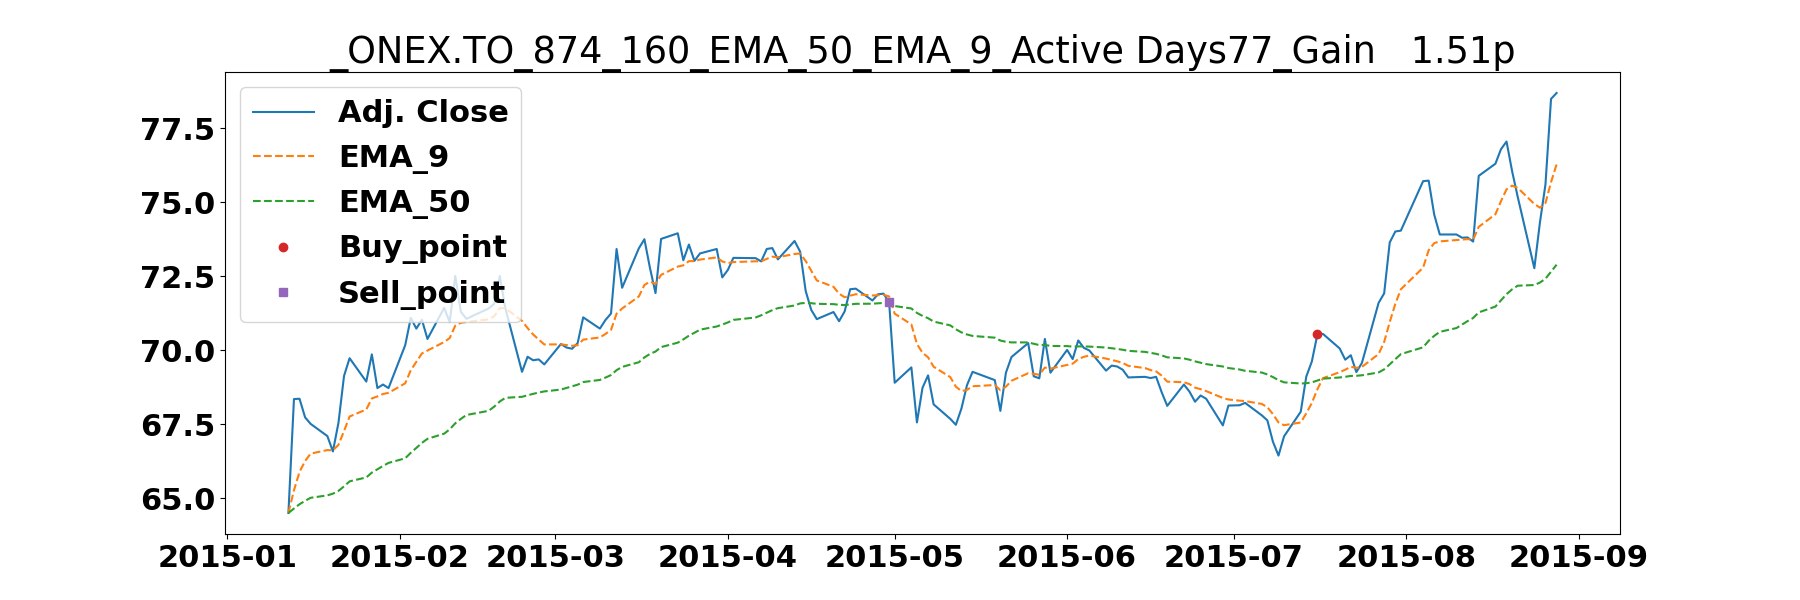 _ONEX.TO_874_160_EMA_50_EMA_9_Active Days77_Gain   1.51p
Adj. Close
EMA_9
EMA_50
Buy_point
Sell_point
77.5
75.0
72.5
70.0
67.5
65.0
2015-01 2015-02 2015-03 2015-04 2015-05 2015-06 2015-07 2015-08 2015-09